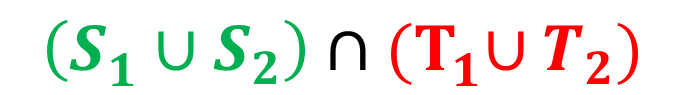 (S₁ ∪ S₂) ∩ (T₁∪ T₂)